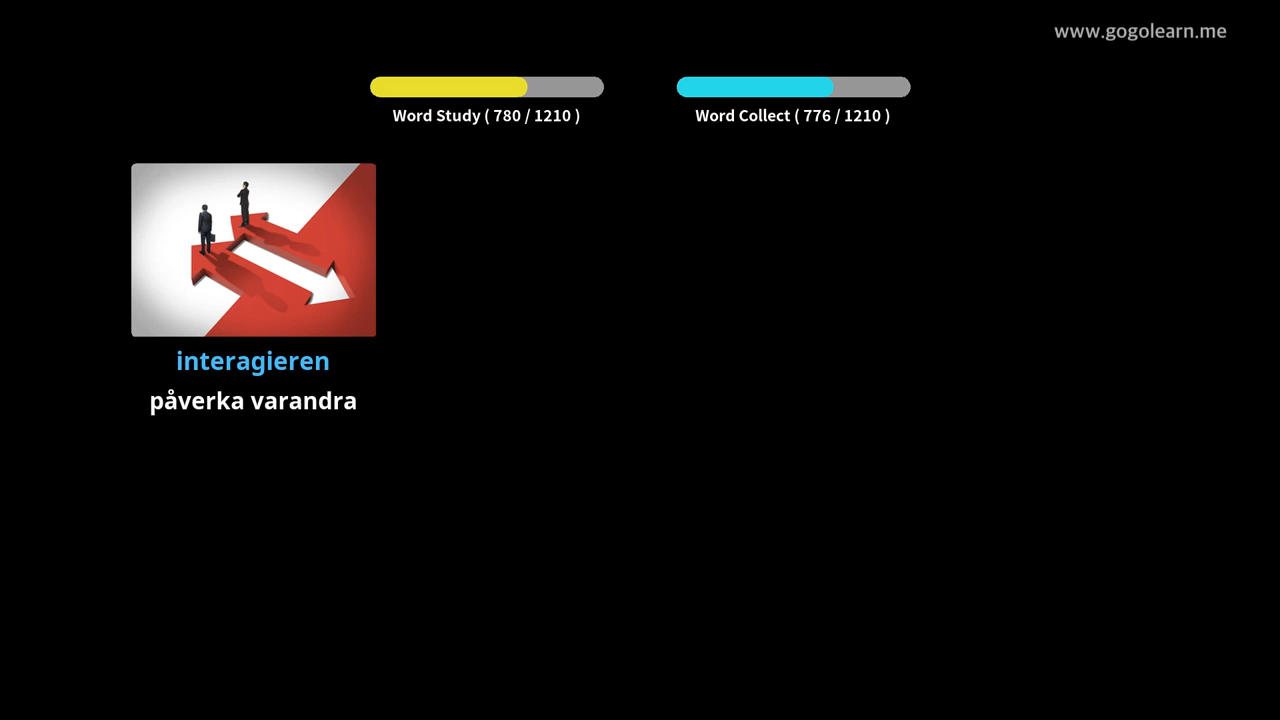 www.gogolearn.me
Word Study ( 780 / 1210 )
Word Collect ( 776 / 1210 )
interagieren
påverka varandra